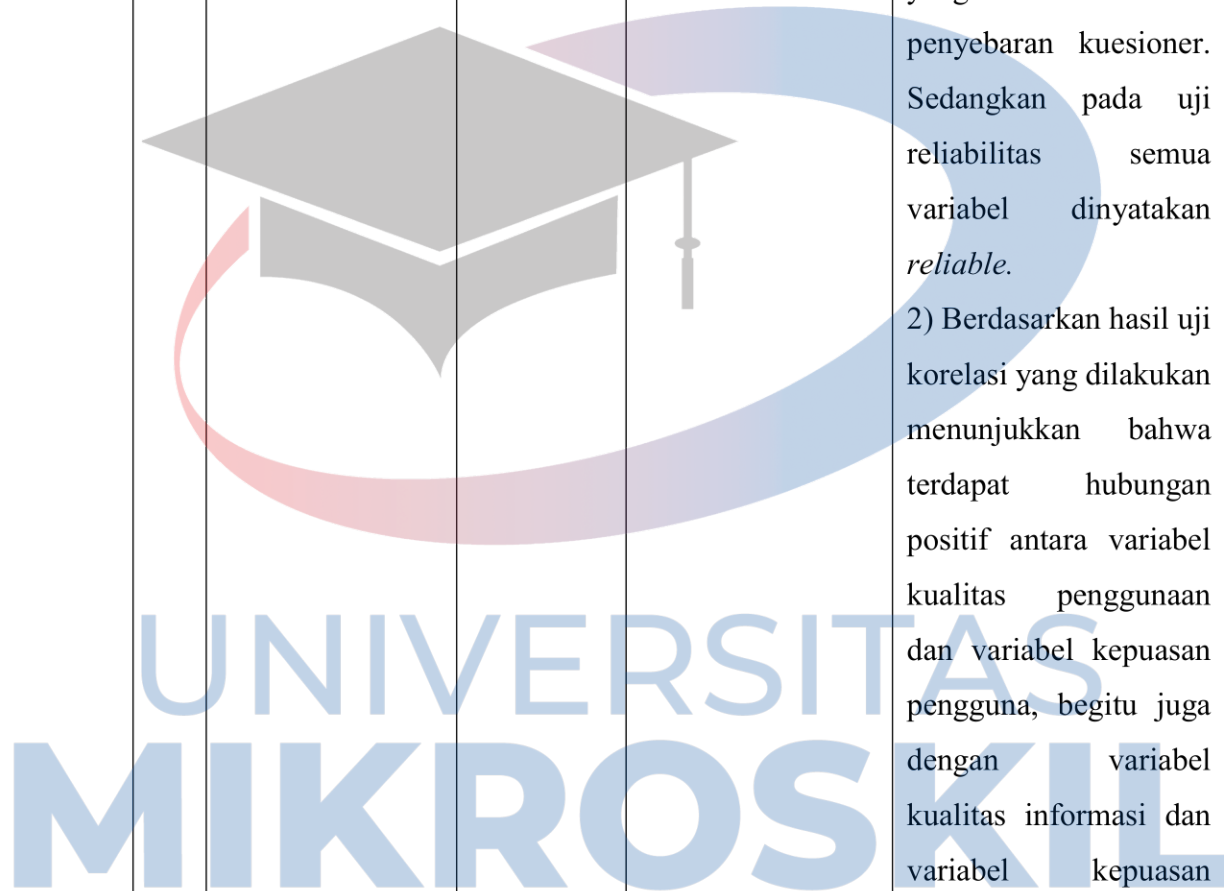 penyebaran kuesioner.
Sedangkan pada uji
reliabilitas semua
variabel dinyatakan
reliable.
2) Berdasarkan hasil uji
korelasi yang dilakukan
menunjukkan bahwa
terdapat hubungan
positif antara variabel
kualitas penggunaan
dan variabel kepuasan
pengguna, begitu juga
dengan variabel
kualitas informasi dan
variabel kepuasan
UNIVERSITAS
MIKROSKIL